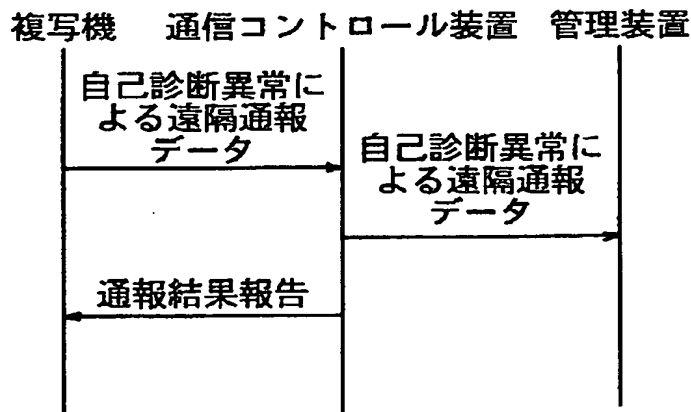 複写機 通信コントロール装置 管理装置
自己診断異常に
よる遠隔通報
データ
自己診断異常に
よる遠隔通報
データ
通報結果報告